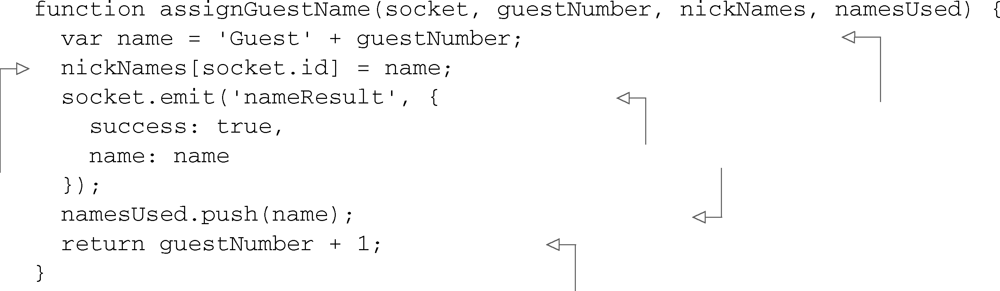 function assignGuestName(socket, guestNumber, nickNames, namesUsed) {
  var name = 'Guest' + guestNumber;
  nickNames[socket.id] = name;
  socket.emit('nameResult', {
    success: true,
    name: name
  });
  namesUsed.push(name);
  return guestNumber + 1;
}